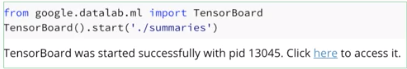 from google.datalab.ml import TensorBoard
TensorBoard().start('./summaries')
TensorBoard was started successfully with pid 13045. Click here to access it.